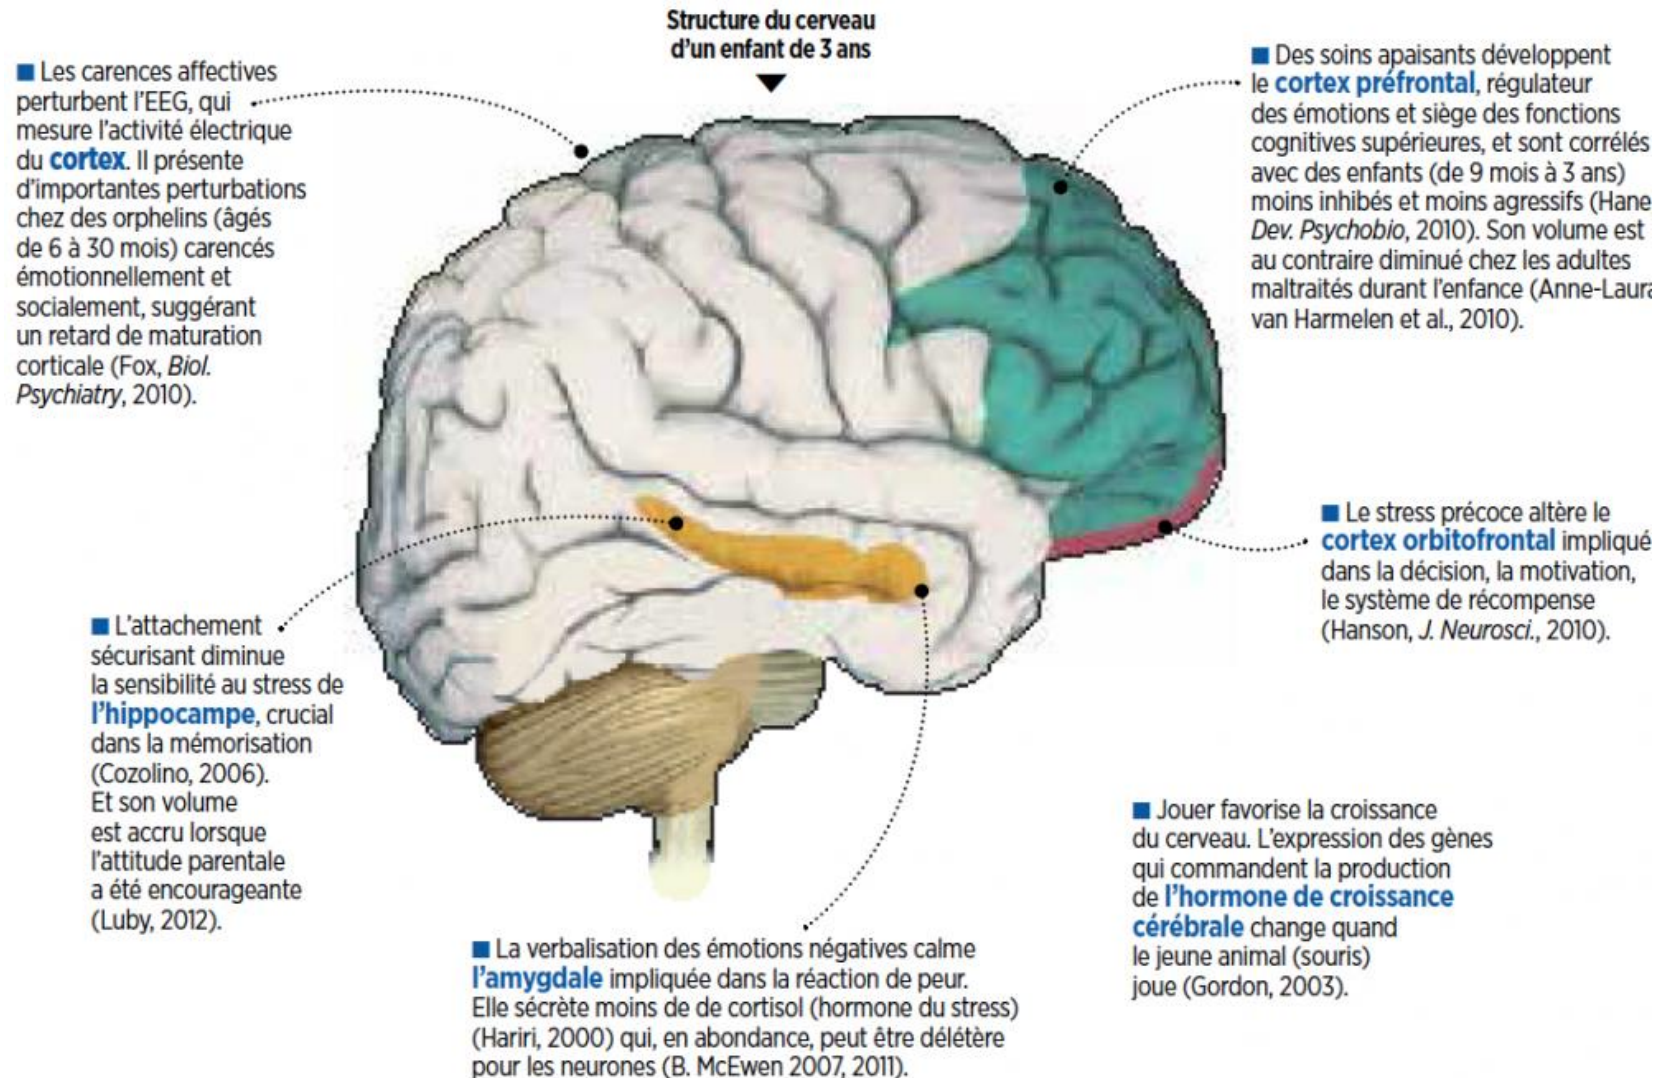 Structure du cerveau
d'un enfant de 3 ans
■ Les carences affectives
perturbent l'EEG, qui
mesure l'activité électrique
du cortex. Il présente
d'importantes perturbations
chez des orphelins (âgés
de 6 à 30 mois) carencés
émotionnellement et
socialement, suggérant
un retard de maturation
corticale (Fox, Biol.
Psychiatry, 2010).
■ Des soins apaisants développent
le cortex préfrontal, régulateur
des émotions et siège des fonctions
cognitives supérieures, et sont corrélés
avec des enfants (de 9 mois à 3 ans)
moins inhibés et moins agressifs (Hane
Dev. Psychobio, 2010). Son volume est
au contraire diminué chez les adultes
maltraités durant l'enfance (Anne-Laura
van Harmelen et al., 2010).
■ Le stress précoce altère le
cortex orbitofrontal impliqué
dans la décision, la motivation,
le système de récompense
(Hanson, J. Neurosci., 2010).
■ L'attachement
sécurisant diminue
la sensibilité au stress de
l'hippocampe, crucial
dans la mémorisation
(Cozolino, 2006).
Et son volume
est accru lorsque
l'attitude parentale
a été encourageante
(Luby, 2012).
■ Jouer favorise la croissance
du cerveau. L'expression des gènes
qui commandent la production
de l'hormone de croissance
cérébrale change quand
le jeune animal (souris)
joue (Gordon, 2003).
■ La verbalisation des émotions négatives calme
l'amygdale impliquée dans la réaction de peur.
Elle sécrète moins de de cortisol (hormone du stress)
(Hariri, 2000) qui, en abondance, peut être délétère
pour les neurones (B. McEwen 2007, 2011).